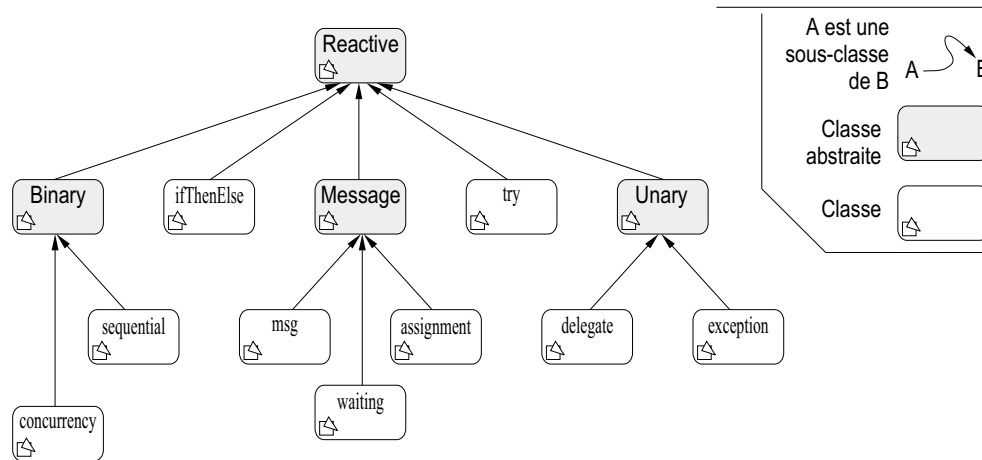 Reactive
A est une
sous-classe
de B
A
B
Classe
abstraite
Classe
Binary
ifThenElse
Message
try
Unary
sequential
msg
assignment
delegate
exception
waiting
concurrency